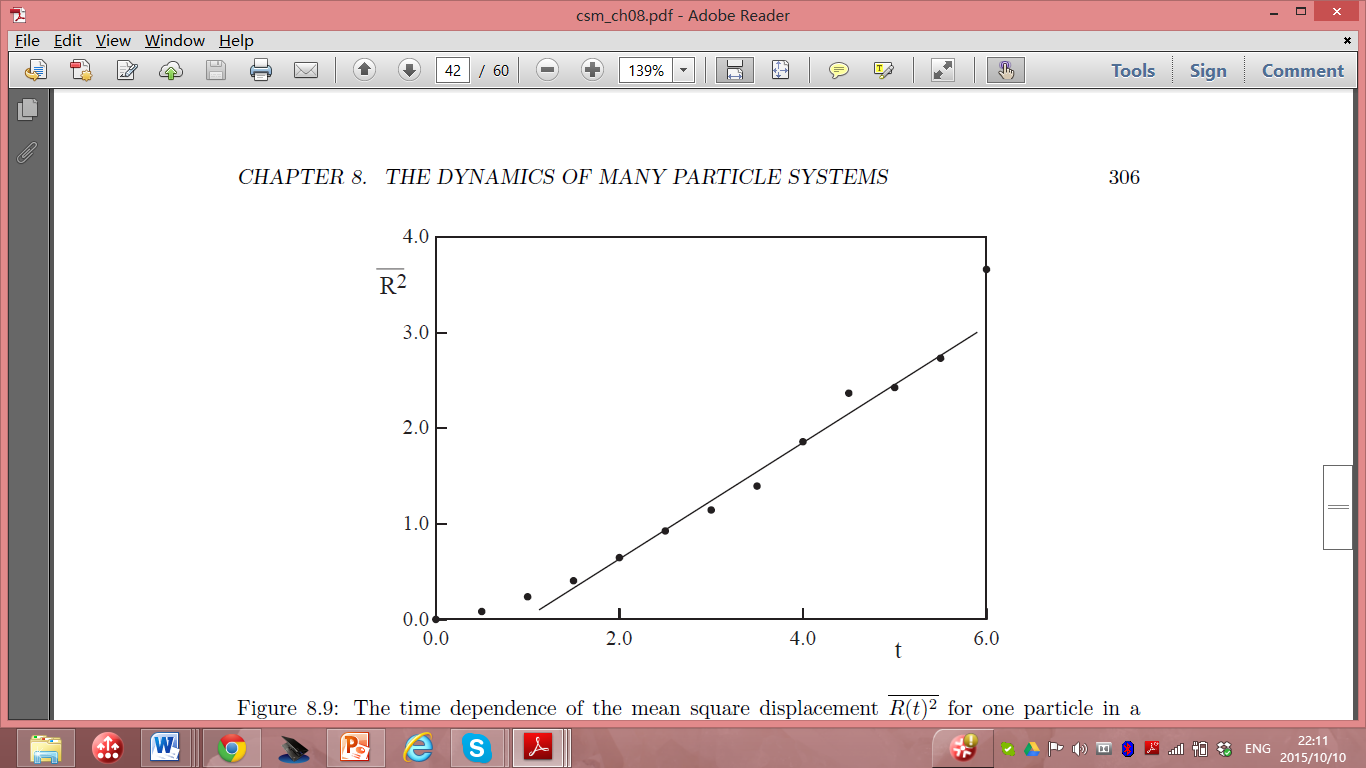 csm_ch08.pdf - Adobe Reader
File Edit View Window Help
42 / 60 139% Tools Sign Comment
CHAPTER 8. THE DYNAMICS OF MANY PARTICLE SYSTEMS 306
4.0
R2
3.0
2.0
1.0
0.0
0.0 2.0 4.0 6.0
t
Figure 8.9: The time dependence of the mean square displacement R(t)2 for one particle in a
ENG 22:11
2015/10/10